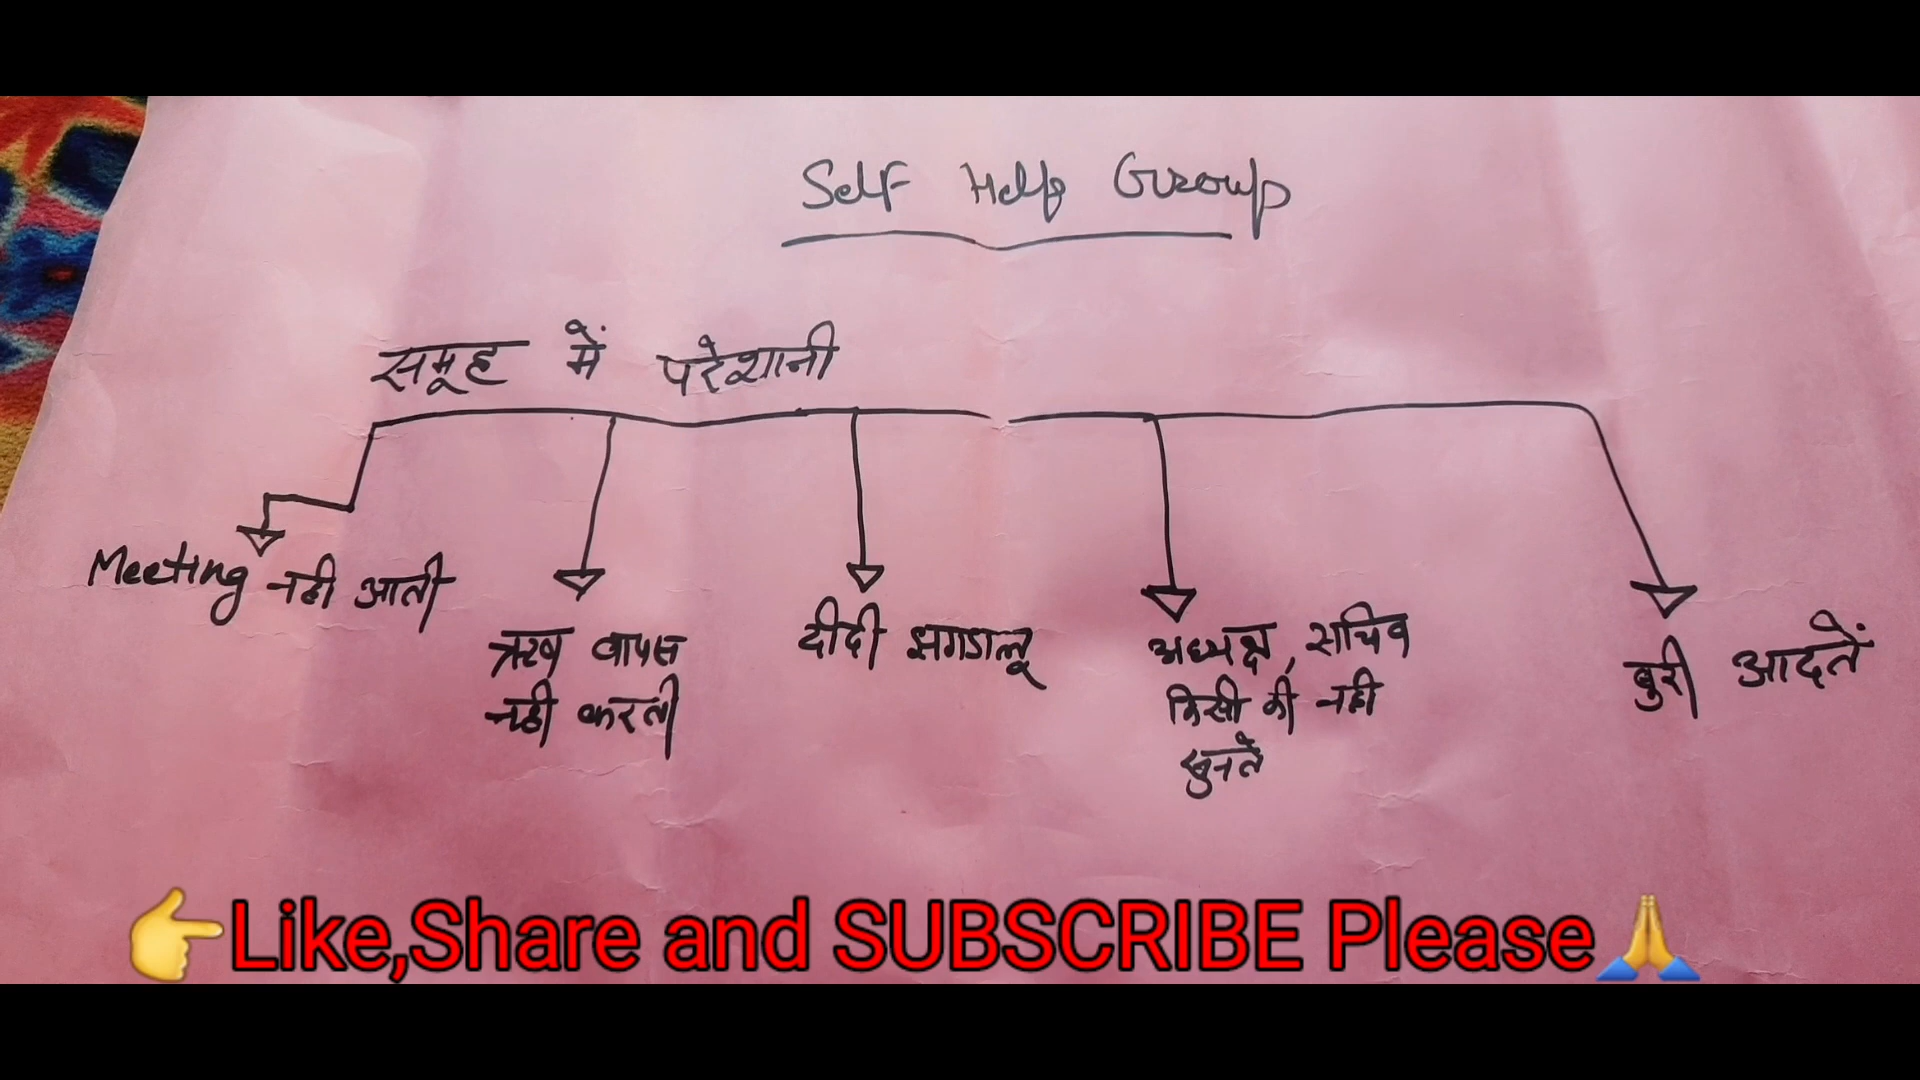 Self Help Group
समूह में परेशानी
Meeting नही आती
ऋण वापस
नही करती
दीदी झगडालू
अध्यक्ष, सचिव
किसी की नही
सुनते
बुरी आदतें
👉Like,Share and SUBSCRIBE Please🙏